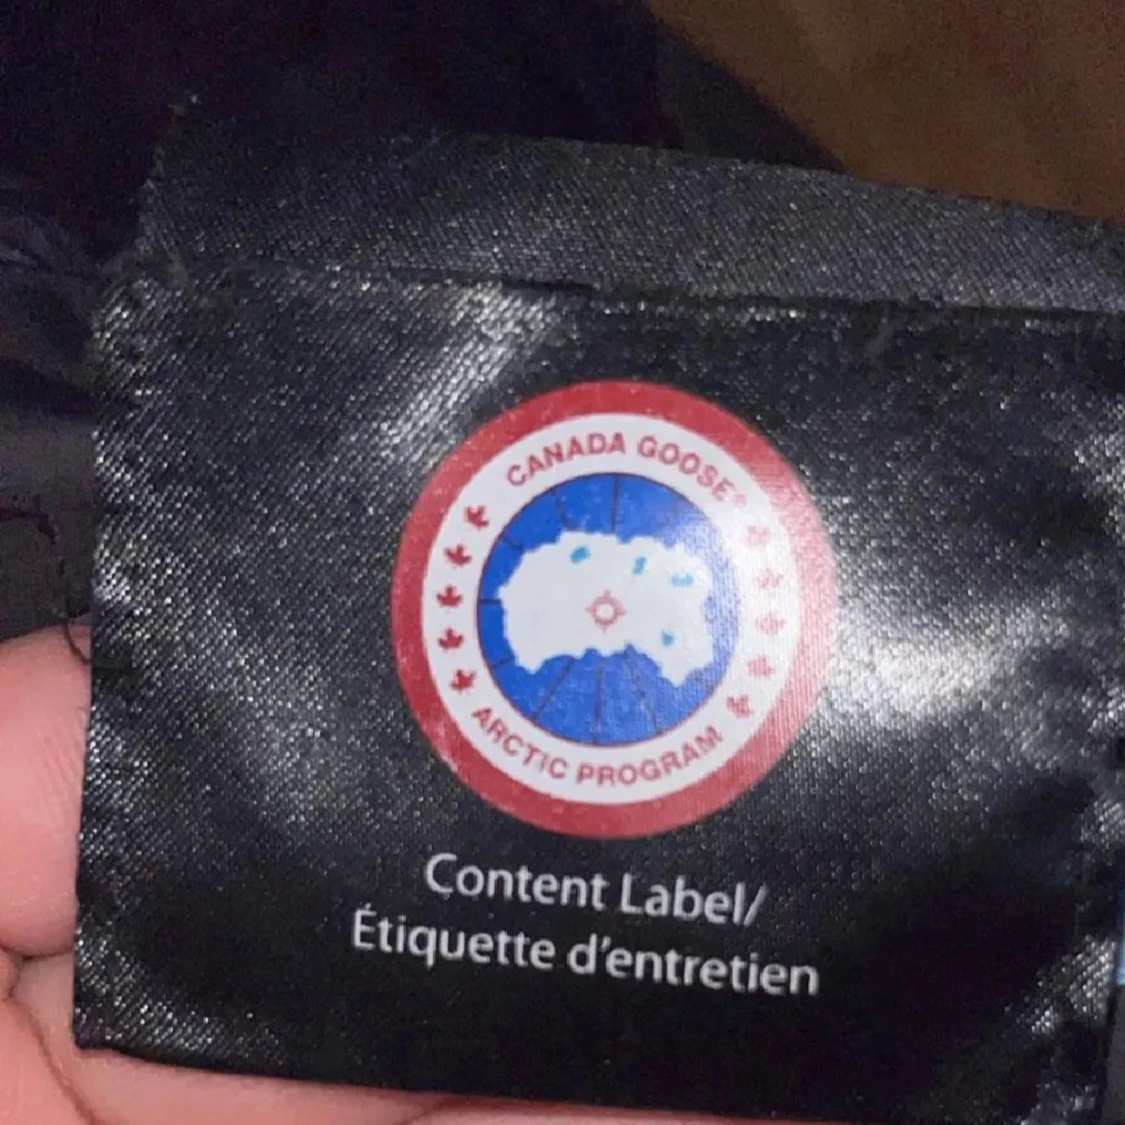 CANADA GOOSE®
ARCTIC PROGRAM
Content Label/
Étiquette d'entretien